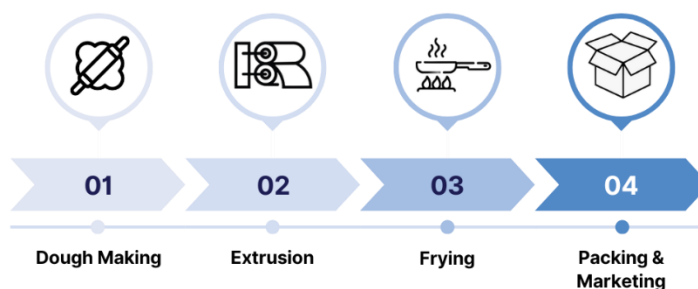 01
02
03
04
Dough Making
Extrusion
Frying
Packing &
Marketing